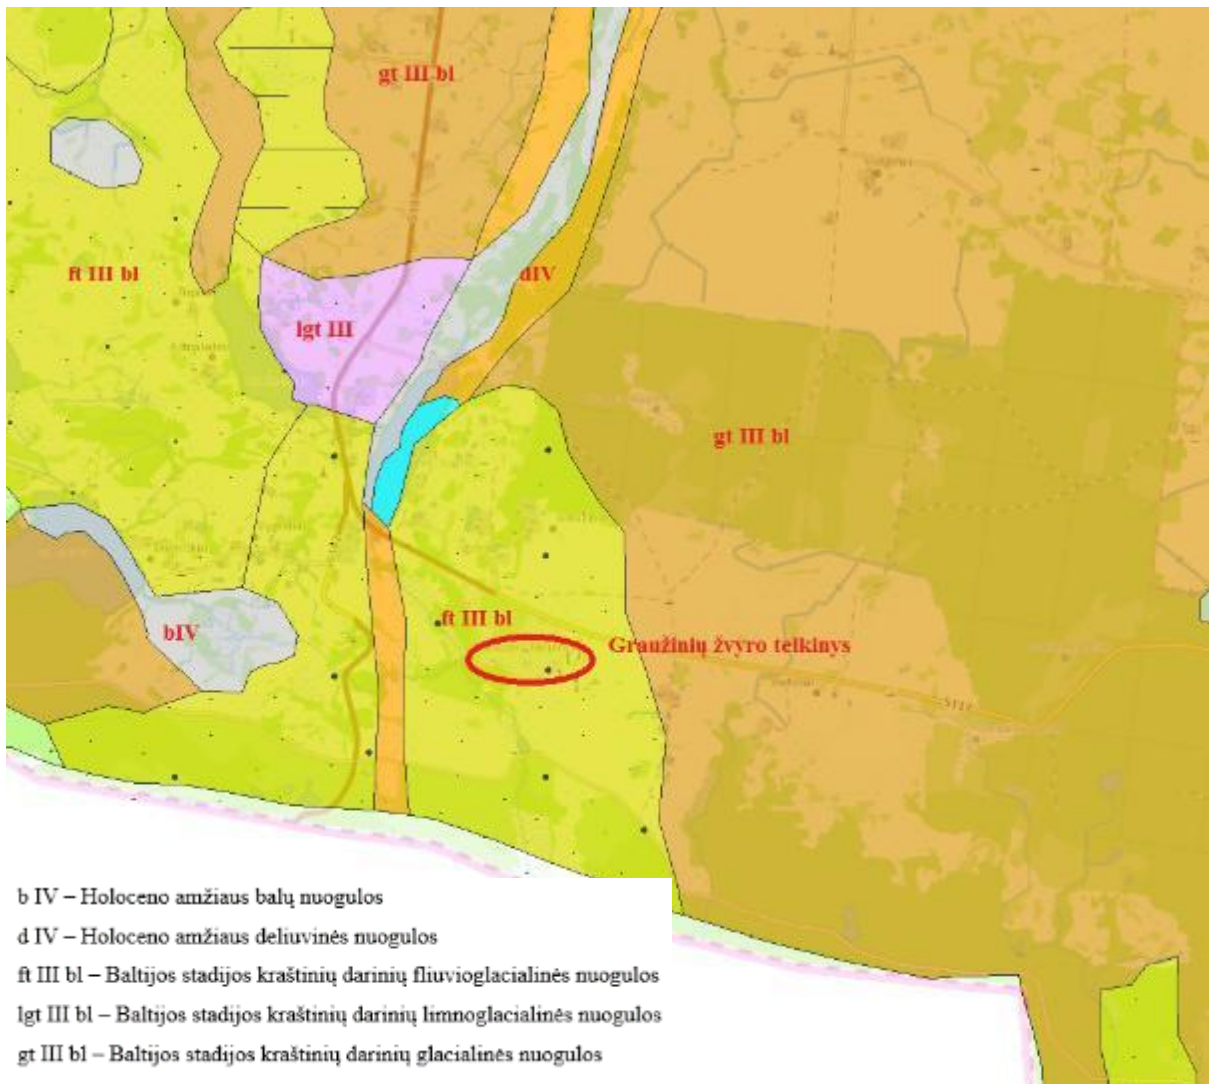 gt III bl
ft III bl
dIV
lgt III
gt III bl
ft III bl
bIV
Graužinių žvyro telkinys
5117
b IV – Holoceno amžiaus balų nuogulos
d IV – Holoceno amžiaus deliuvinės nuogulos
ft III bl – Baltijos stadijos kraštinių darinių fliuvioglacialinės nuogulos
lgt III bl – Baltijos stadijos kraštinių darinių limnoglacialinės nuogulos
gt III bl – Baltijos stadijos kraštinių darinių glacialinės nuogulos